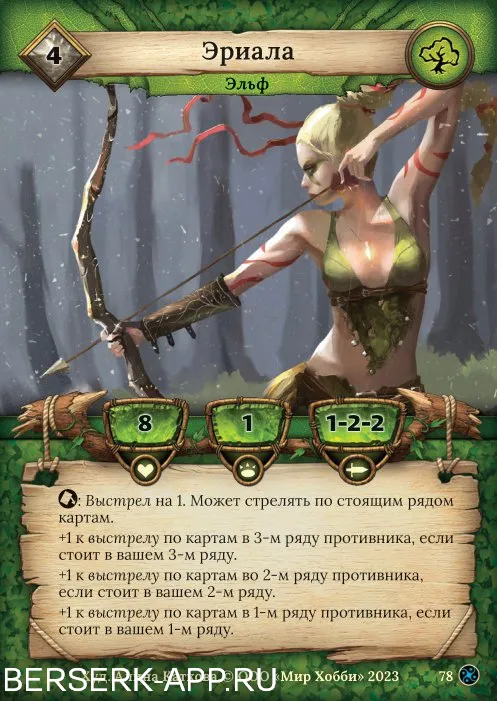 4
Эриала
Эльф
8
1
1-2-2
: Выстрел на 1. Может стрелять по стоящим рядом
картам.
+1 к выстрелу по картам в 3-м ряду противника, если
стоит в вашем 3-м ряду.
+1 к выстрелу по картам во 2-м ряду противника,
если стоит в вашем 2-м ряду.
+1 к выстрелу по картам в 1-м ряду противника, если
стоит в вашем 1-м ряду.
© ООО «Мир Хобби» 2023
78
BERSERK-APP.RU